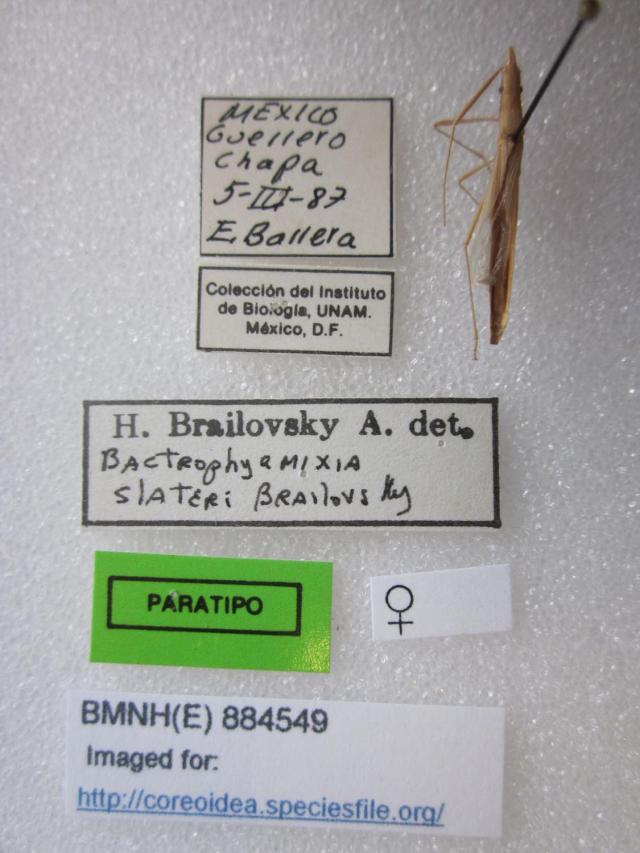 MEXICO
Guerrero
Chapa
5-III-87
E. Barrera
Colección del Instituto
de Biología, UNAM.
México, D.F.
H. Brailovsky A. det.
BACTROPHYAMIXIA
SLATERI BRAILOVSKY
PARATIPO
♀
BMNH(E) 884549
Imaged for:
http://coreoidea.speciesfile.org/